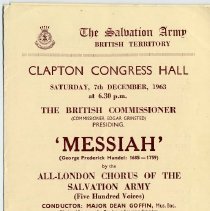 The Salvation Army
BRITISH TERRITORY
CLAPTON CONGRESS HALL
SATURDAY, 7th DECEMBER, 1963
at 6.30 p.m.
THE BRITISH COMMISSIONER
(COMMISSIONER, EDGAR GRINSTED)
PRESIDING.
'MESSIAH'
(George Frederick Handel: 1685—1759)
by the
ALL-LONDON CHORUS OF THE
SALVATION ARMY
(Five Hundred Voices)
CONDUCTOR: MAJOR DEAN GOFFIN, Mus. Bac.